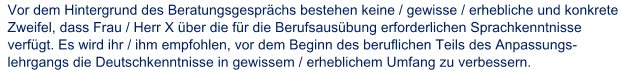 Vor dem Hintergrund des Beratungsgesprächs bestehen keine / gewisse / erhebliche und konkrete
Zweifel, dass Frau / Herr X über die für die Berufsausübung erforderlichen Sprachkenntnisse
verfügt. Es wird ihr / ihm empfohlen, vor dem Beginn des beruflichen Teils des Anpassungs-
lehrgangs die Deutschkenntnisse in gewissem / erheblichem Umfang zu verbessern.